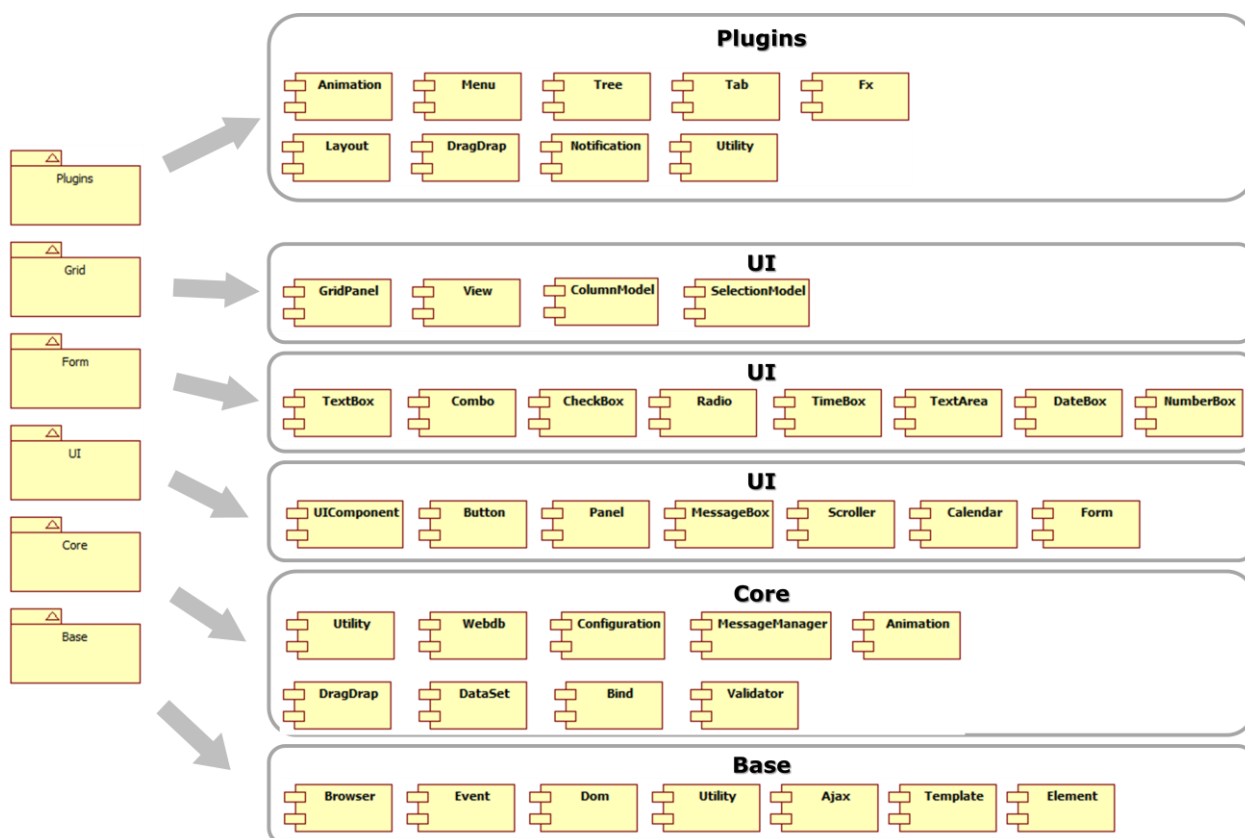 Plugins
Grid
Form
UI
Core
Base
Plugins
Animation Menu Tree Tab Fx
Layout DragDrap Notification Utility
UI
GridPanel View ColumnModel SelectionModel
UI
TextBox Combo CheckBox Radio TimeBox TextArea DateBox NumberBox
UI
UIComponent Button Panel MessageBox Scroller Calendar Form
Core
Utility Webdb Configuration MessageManager Animation
DragDrap DataSet Bind Validator
Base
Browser Event Dom Utility Ajax Template Element